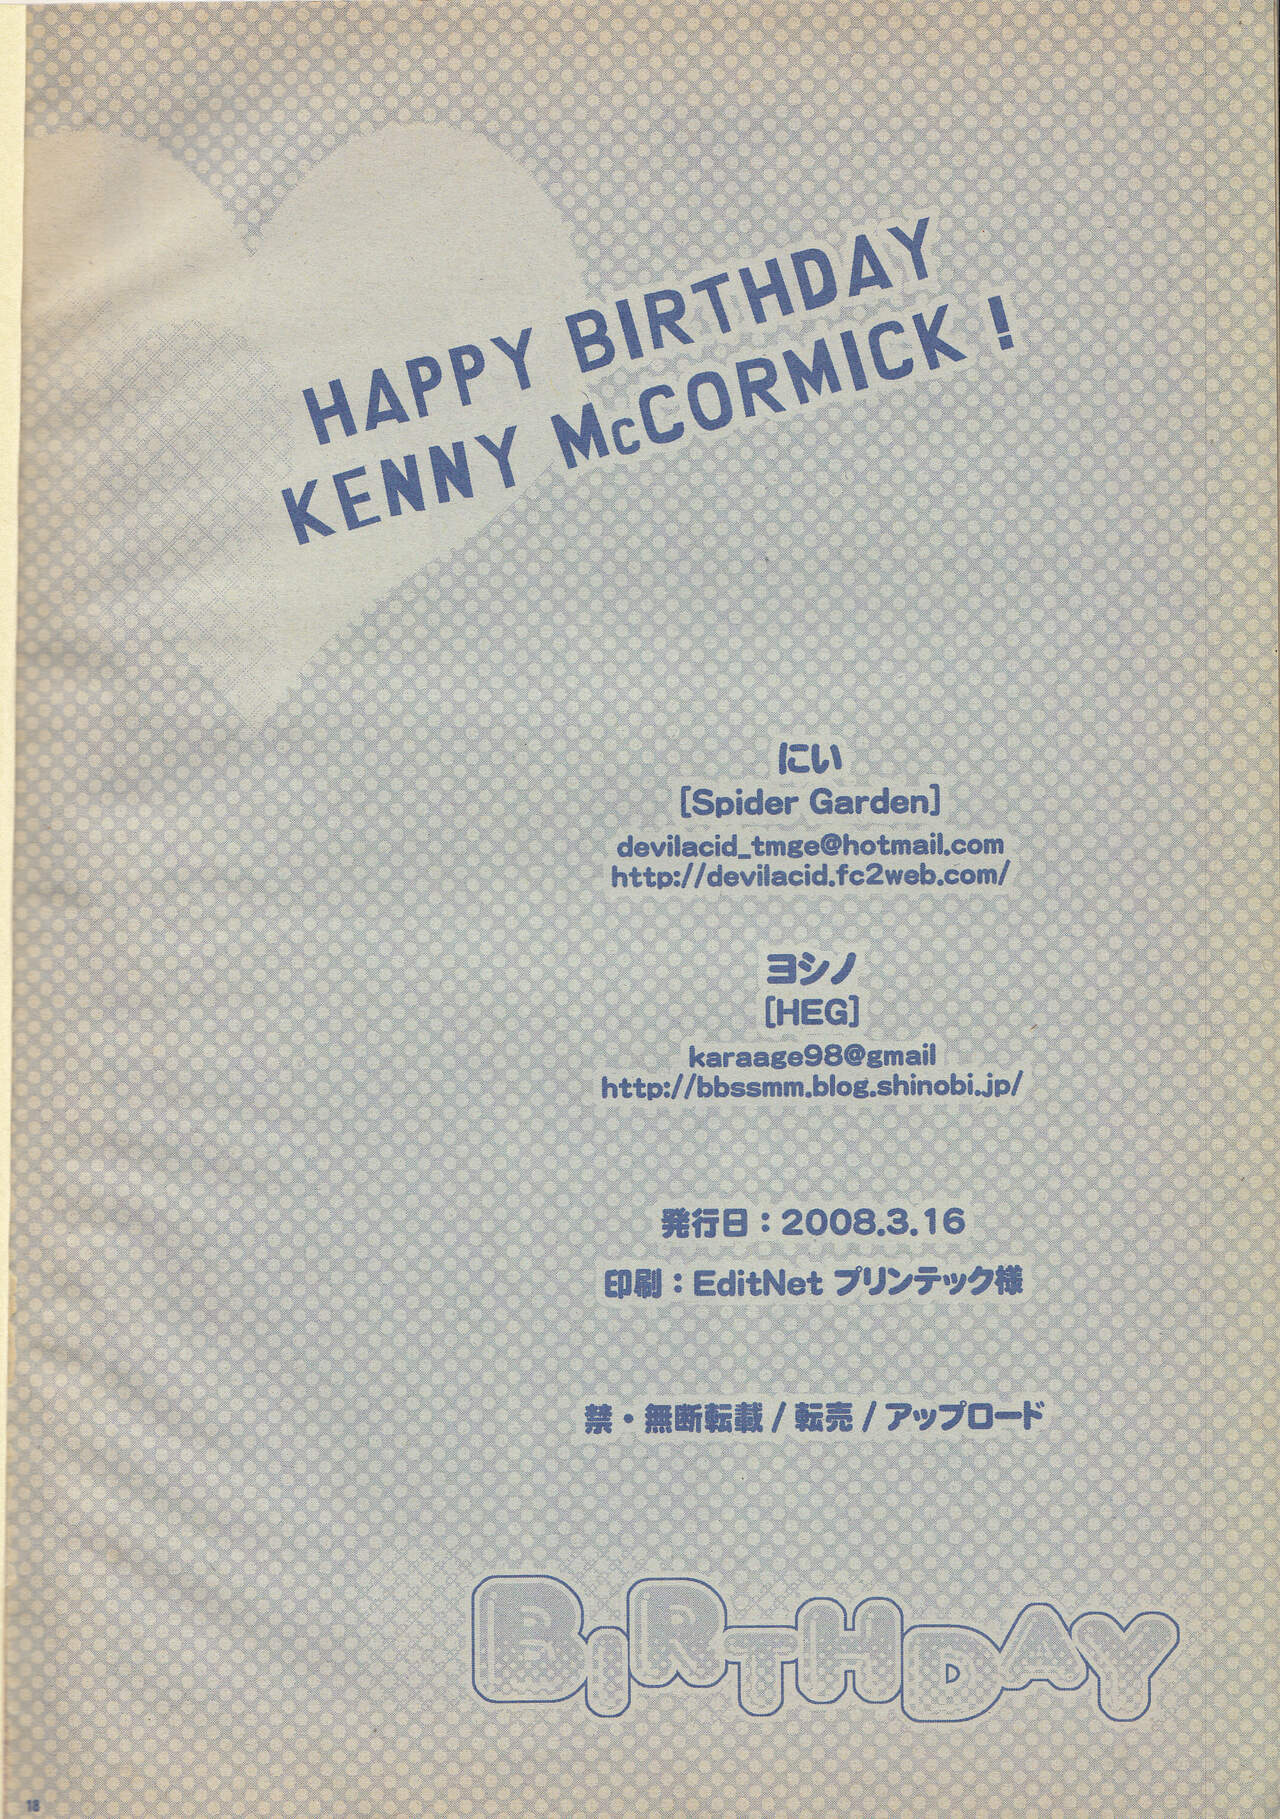 HAPPY BIRTHDAY
KENNY McCORMICK !
にい
[Spider Garden]
devilacid_tmge@hotmail.com
http://devilacid.fc2web.com/
ヨシノ
[HEG]
karaage98@gmail
http://bbssmm.blog.shinobi.jp/
発行日：2008.3.16
印刷：EditNet プリンテック様
禁・無断転載/転売/アップロード
BIRTHDAY
18